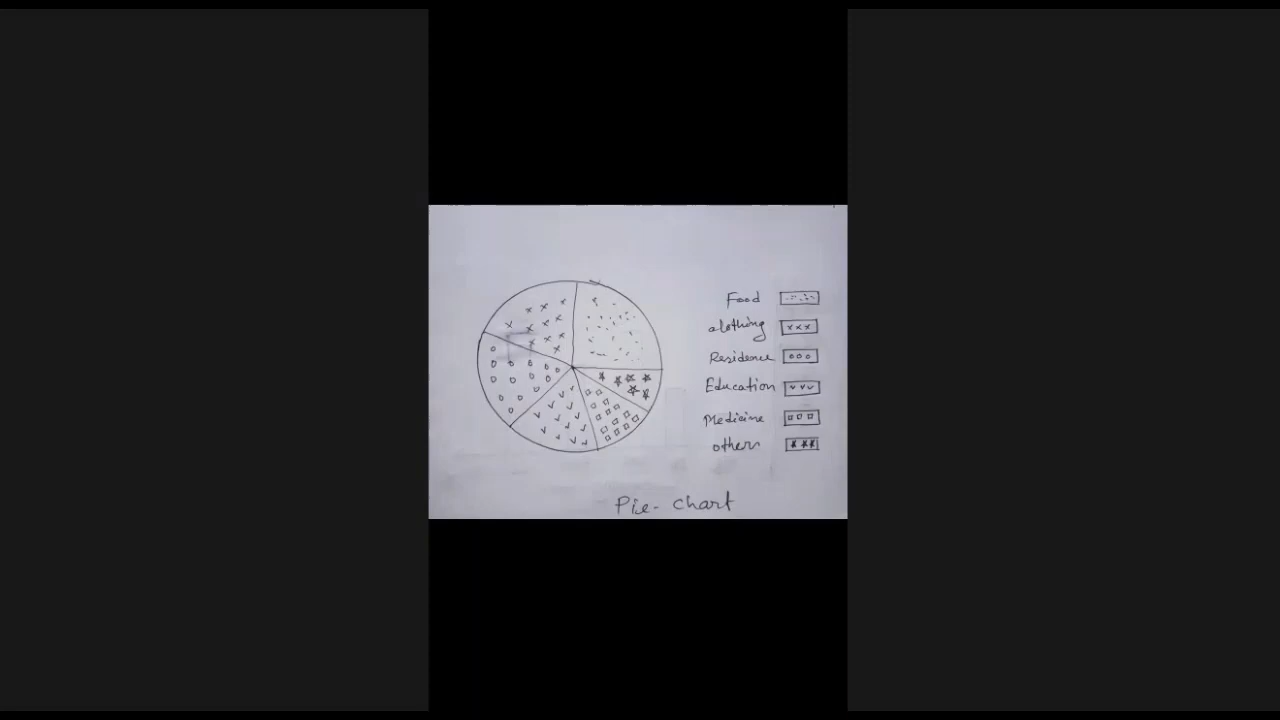 Food
clothing
Residence
Education
Medicine
others
Pie-chart